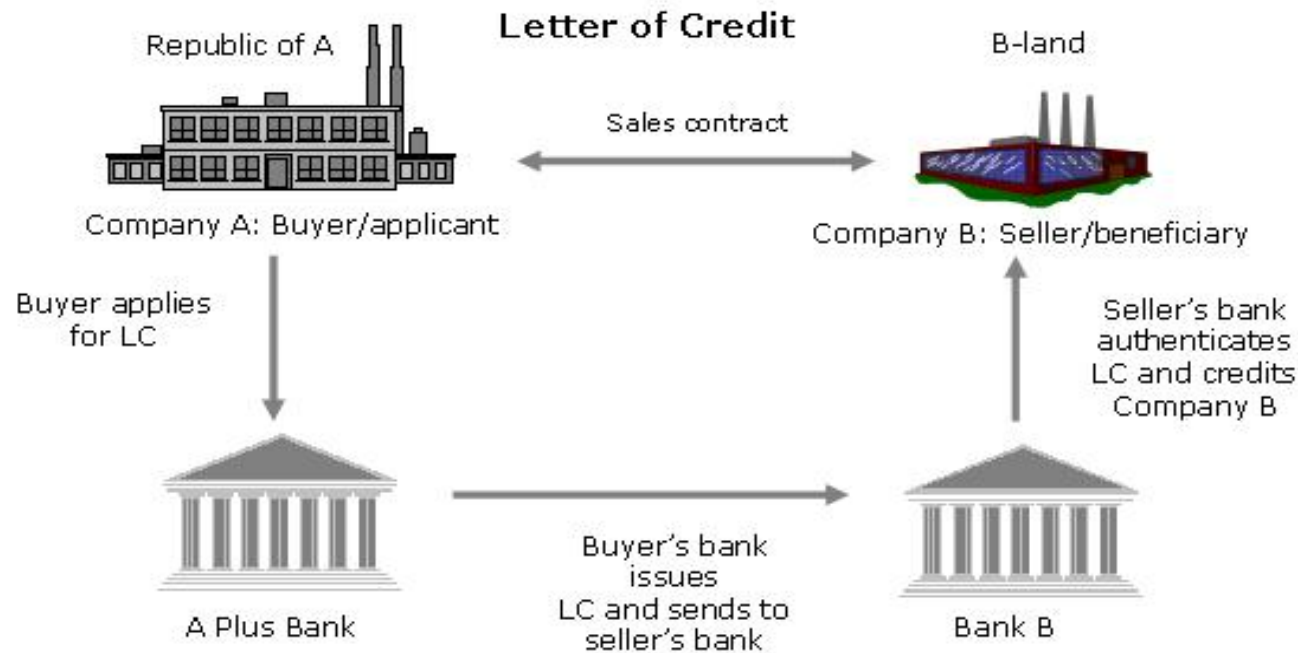 Letter of Credit
Republic of A
B-land
Sales contract
Company A: Buyer/applicant
Company B: Seller/beneficiary
Buyer applies
for LC
Seller's bank
authenticates
LC and credits
Company B
Buyer's bank
issues
LC and sends to
seller's bank
A Plus Bank
Bank B